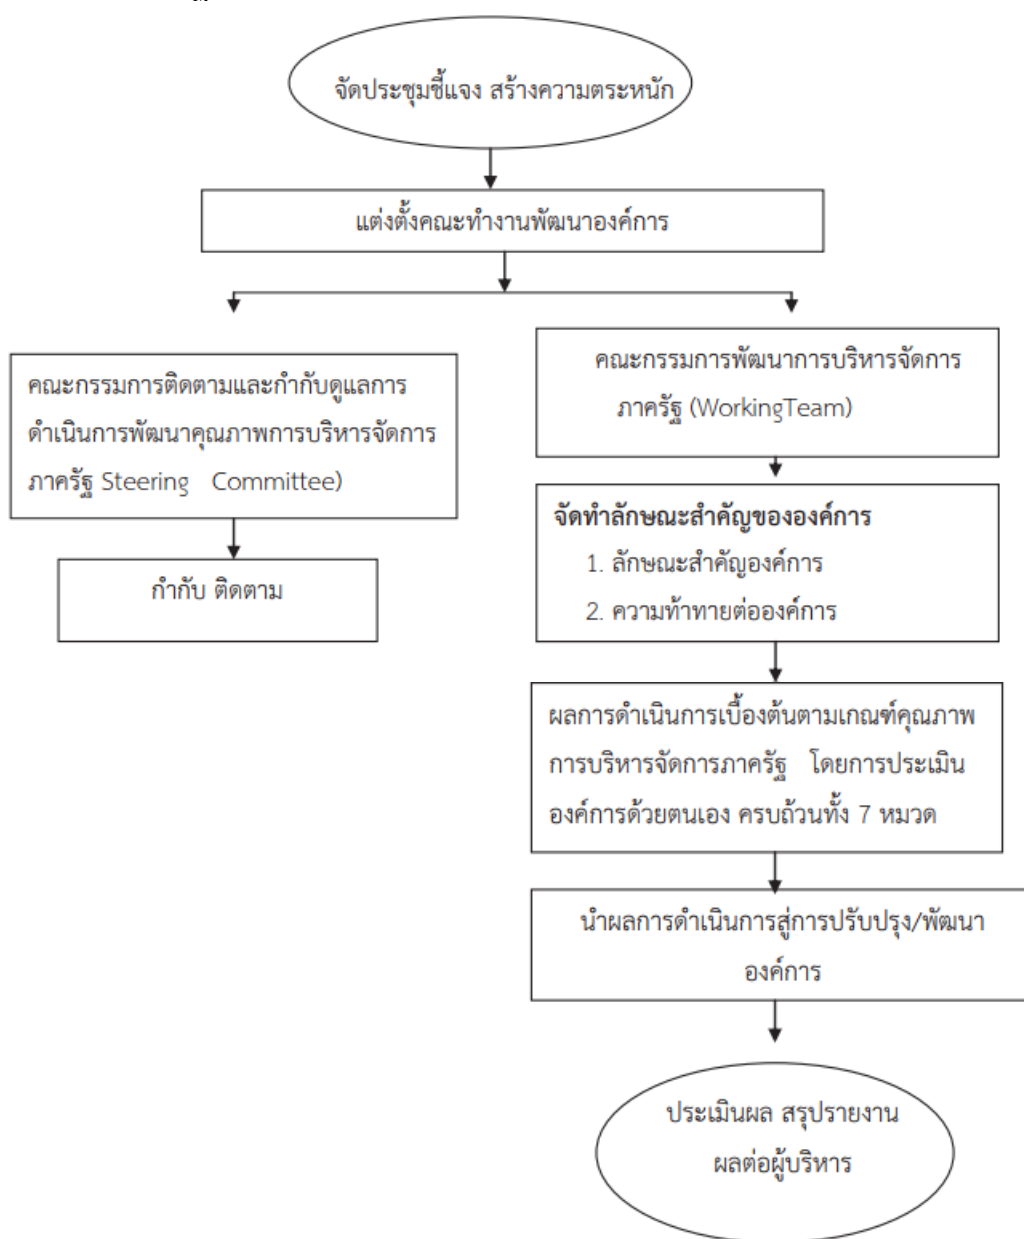 จัดประชุมชี้แจง สร้างความตระหนัก
แต่งตั้งคณะทำงานพัฒนาองค์การ
คณะกรรมการติดตามและกำกับดูแลการ
ดำเนินการพัฒนาคุณภาพการบริหารจัดการ
ภาครัฐ Steering Committee)
กำกับ ติดตาม
คณะกรรมการพัฒนาการบริหารจัดการ
ภาครัฐ (WorkingTeam)
จัดทำลักษณะสำคัญขององค์การ
1. ลักษณะสำคัญองค์การ
2. ความท้าทายต่อองค์การ
ผลการดำเนินการเบื้องต้นตามเกณฑ์คุณภาพ
การบริหารจัดการภาครัฐ โดยการประเมิน
องค์การด้วยตนเอง ครบถ้วนทั้ง 7 หมวด
นำผลการดำเนินการสู่การปรับปรุง/พัฒนา
องค์การ
ประเมินผล สรุปรายงาน
ผลต่อผู้บริหาร